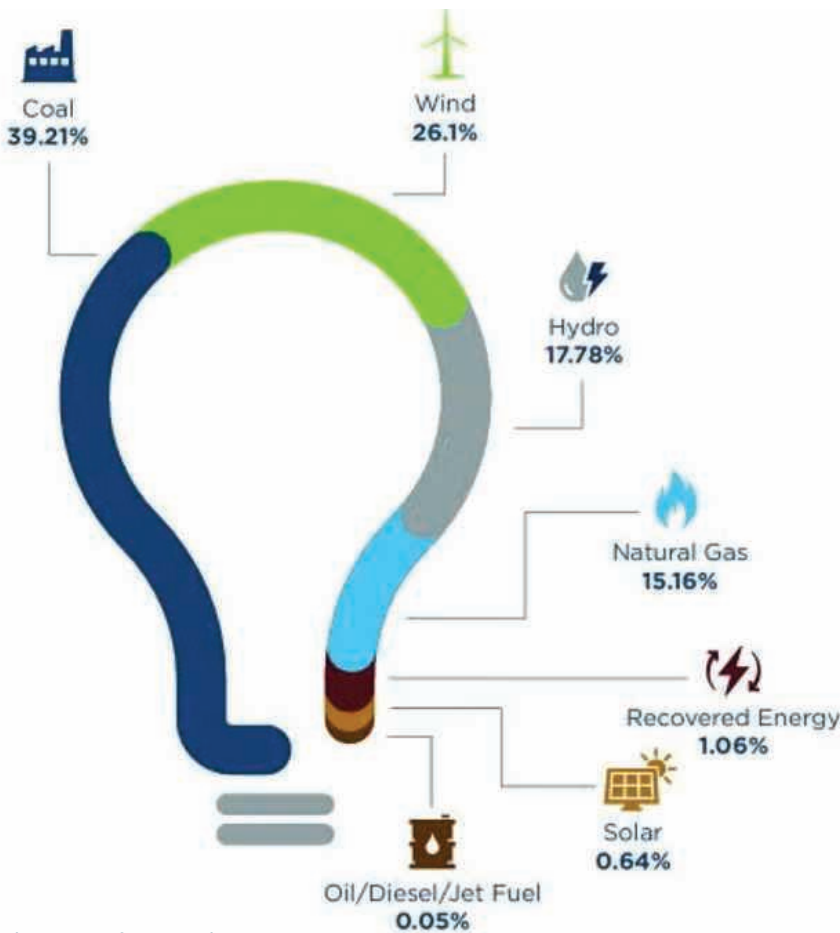 Coal
39.21%
Wind
26.1%
Hydro
17.78%
Natural Gas
15.16%
Recovered Energy
1.06%
Solar
0.64%
Oil/Diesel/Jet Fuel
0.05%